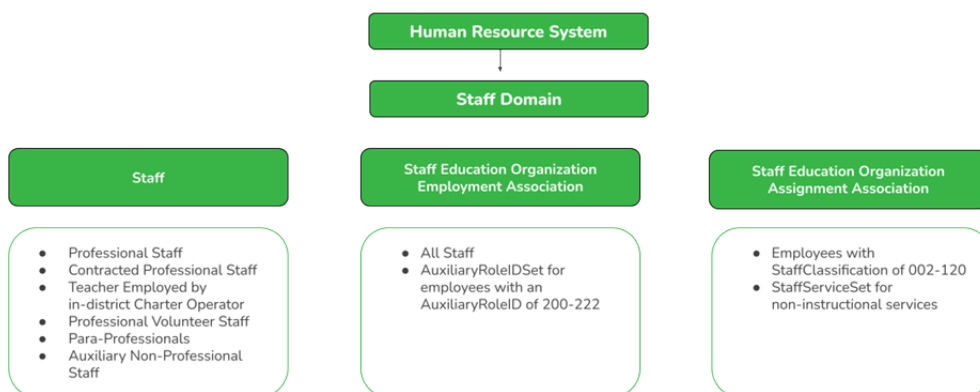 Human Resource System
Staff Domain
Staff
● Professional Staff
● Contracted Professional Staff
● Teacher Employed by
in-district Charter Operator
● Professional Volunteer Staff
● Para-Professionals
● Auxiliary Non-Professional
Staff
Staff Education Organization
Employment Association
● All Staff
● AuxiliaryRoleIDSet for
employees with an
AuxiliaryRoleID of 200-222
Staff Education Organization
Assignment Association
● Employees with
StaffClassification of 002-120
● StaffServiceSet for
non-instructional services